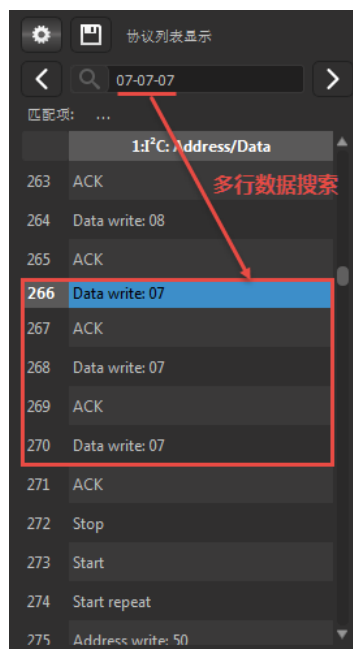 协议列表显示
07-07-07
匹配项: ...
1:I²C: Address/Data
263 ACK
多行数据搜索
264 Data write: 08
265 ACK
266 Data write: 07
267 ACK
268 Data write: 07
269 ACK
270 Data write: 07
271 ACK
272 Stop
273 Start
274 Start repeat
275 Address write: 50